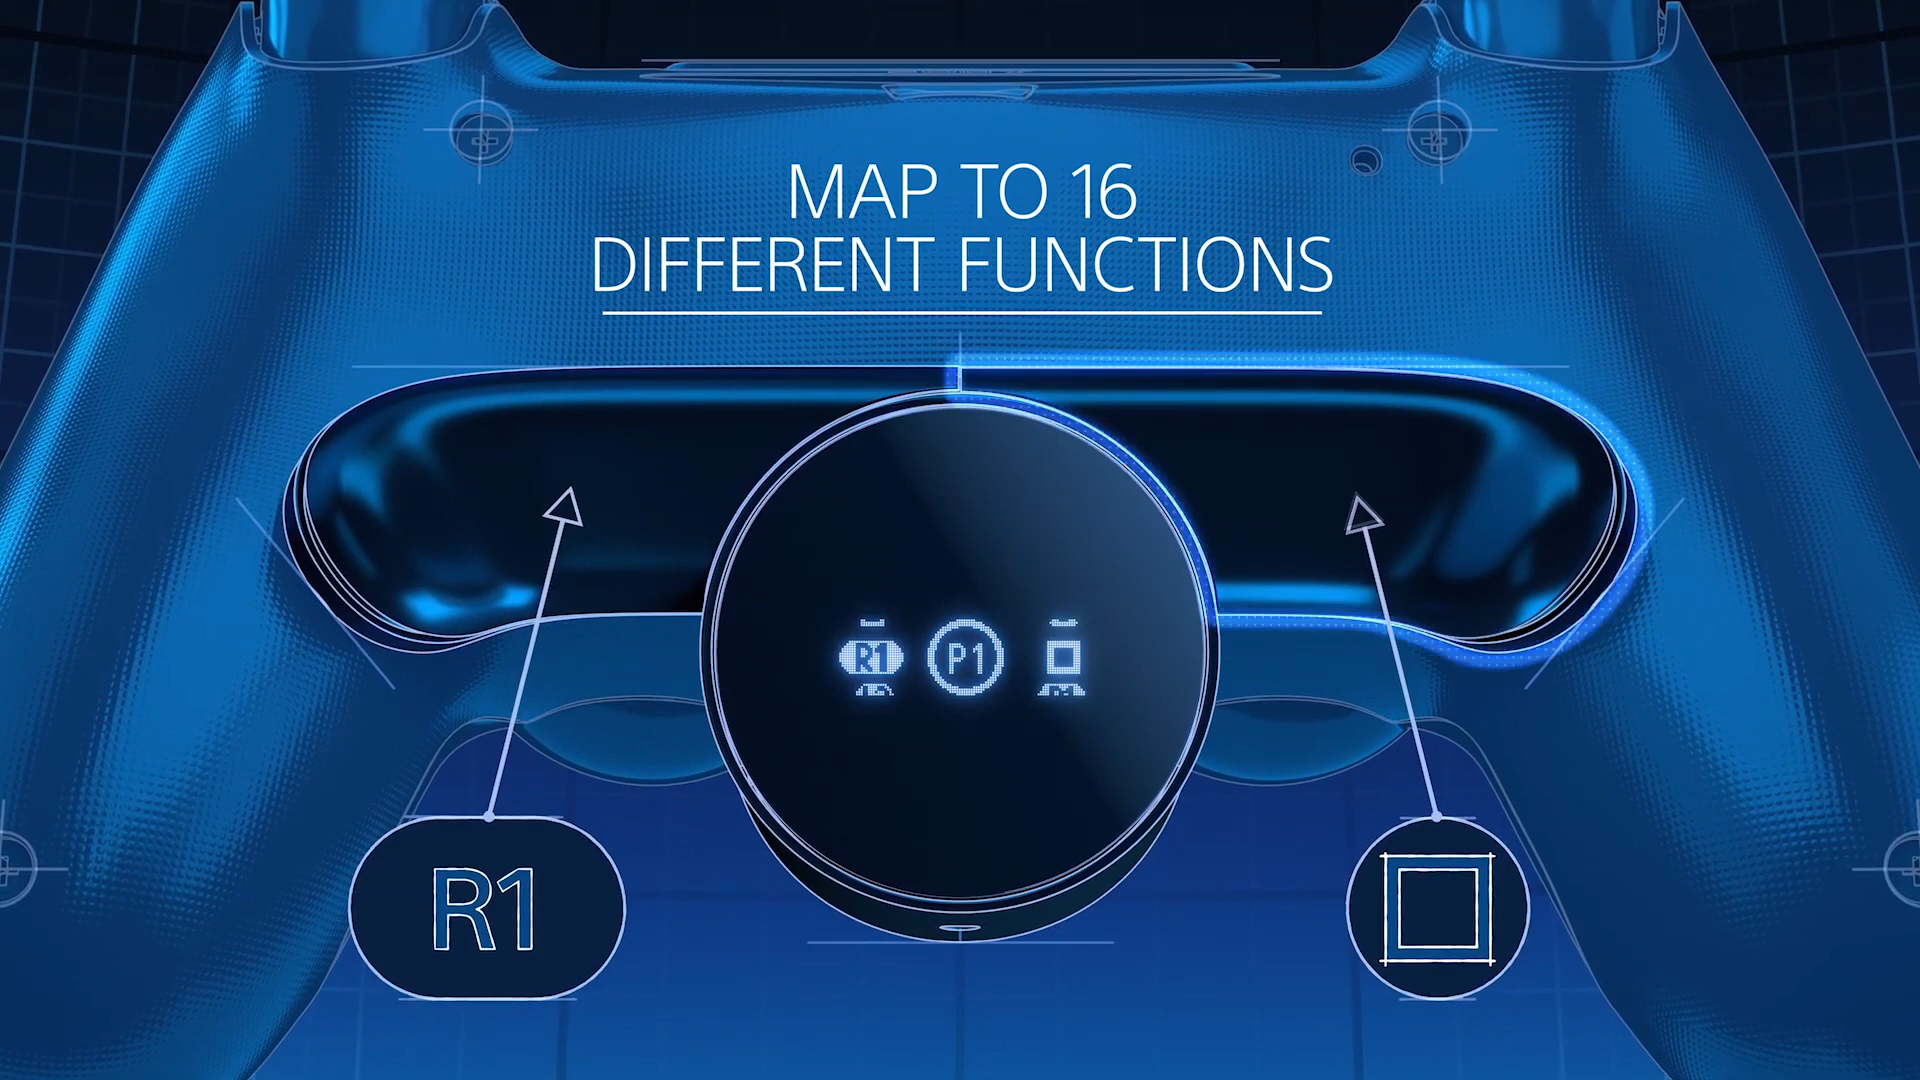 MAP TO 16
DIFFERENT FUNCTIONS
R1 P1
R1